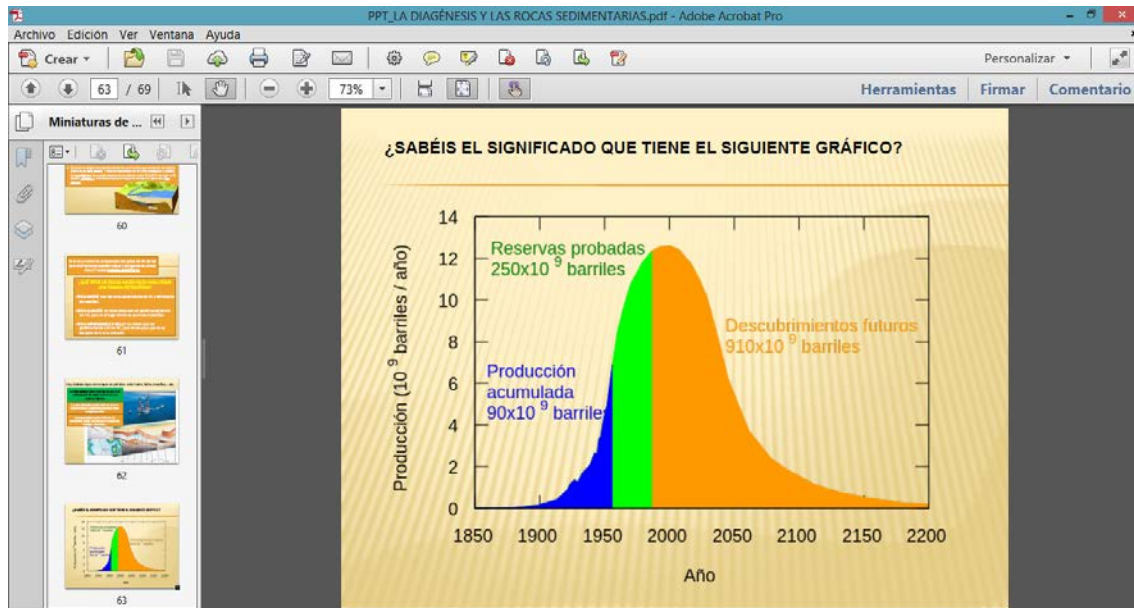 PPT_LA DIAGÉNESIS Y LAS ROCAS SEDIMENTARIAS.pdf - Adobe Acrobat Pro
Archivo Edición Ver Ventana Ayuda
Crear
Personalizar
63 / 69
73%
Herramientas Firmar Comentario
Miniaturas de ...
60
61
62
63
¿SABÉIS EL SIGNIFICADO QUE TIENE EL SIGUIENTE GRÁFICO?
14
12
10
8
6
4
2
0
Producción (10 9 barriles / año)
Reservas probadas
250x10 9 barriles
Descubrimientos futuros
910x10 9 barriles
Producción
acumulada
90x10 9 barriles
1850 1900 1950 2000 2050 2100 2150 2200
Año